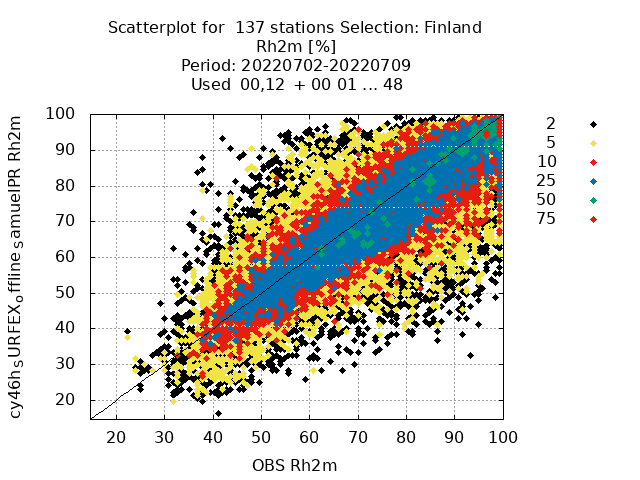 Scatterplot for 137 stations Selection: Finland
Rh2m [%]
Period: 20220702-20220709
Used 00,12 + 00 01 ... 48
cy46h_SURFEX_offline_samuelPR Rh2m
100
90
80
70
60
50
40
30
20
20 30 40 50 60 70 80 90 100
OBS Rh2m
2
5
10
25
50
75